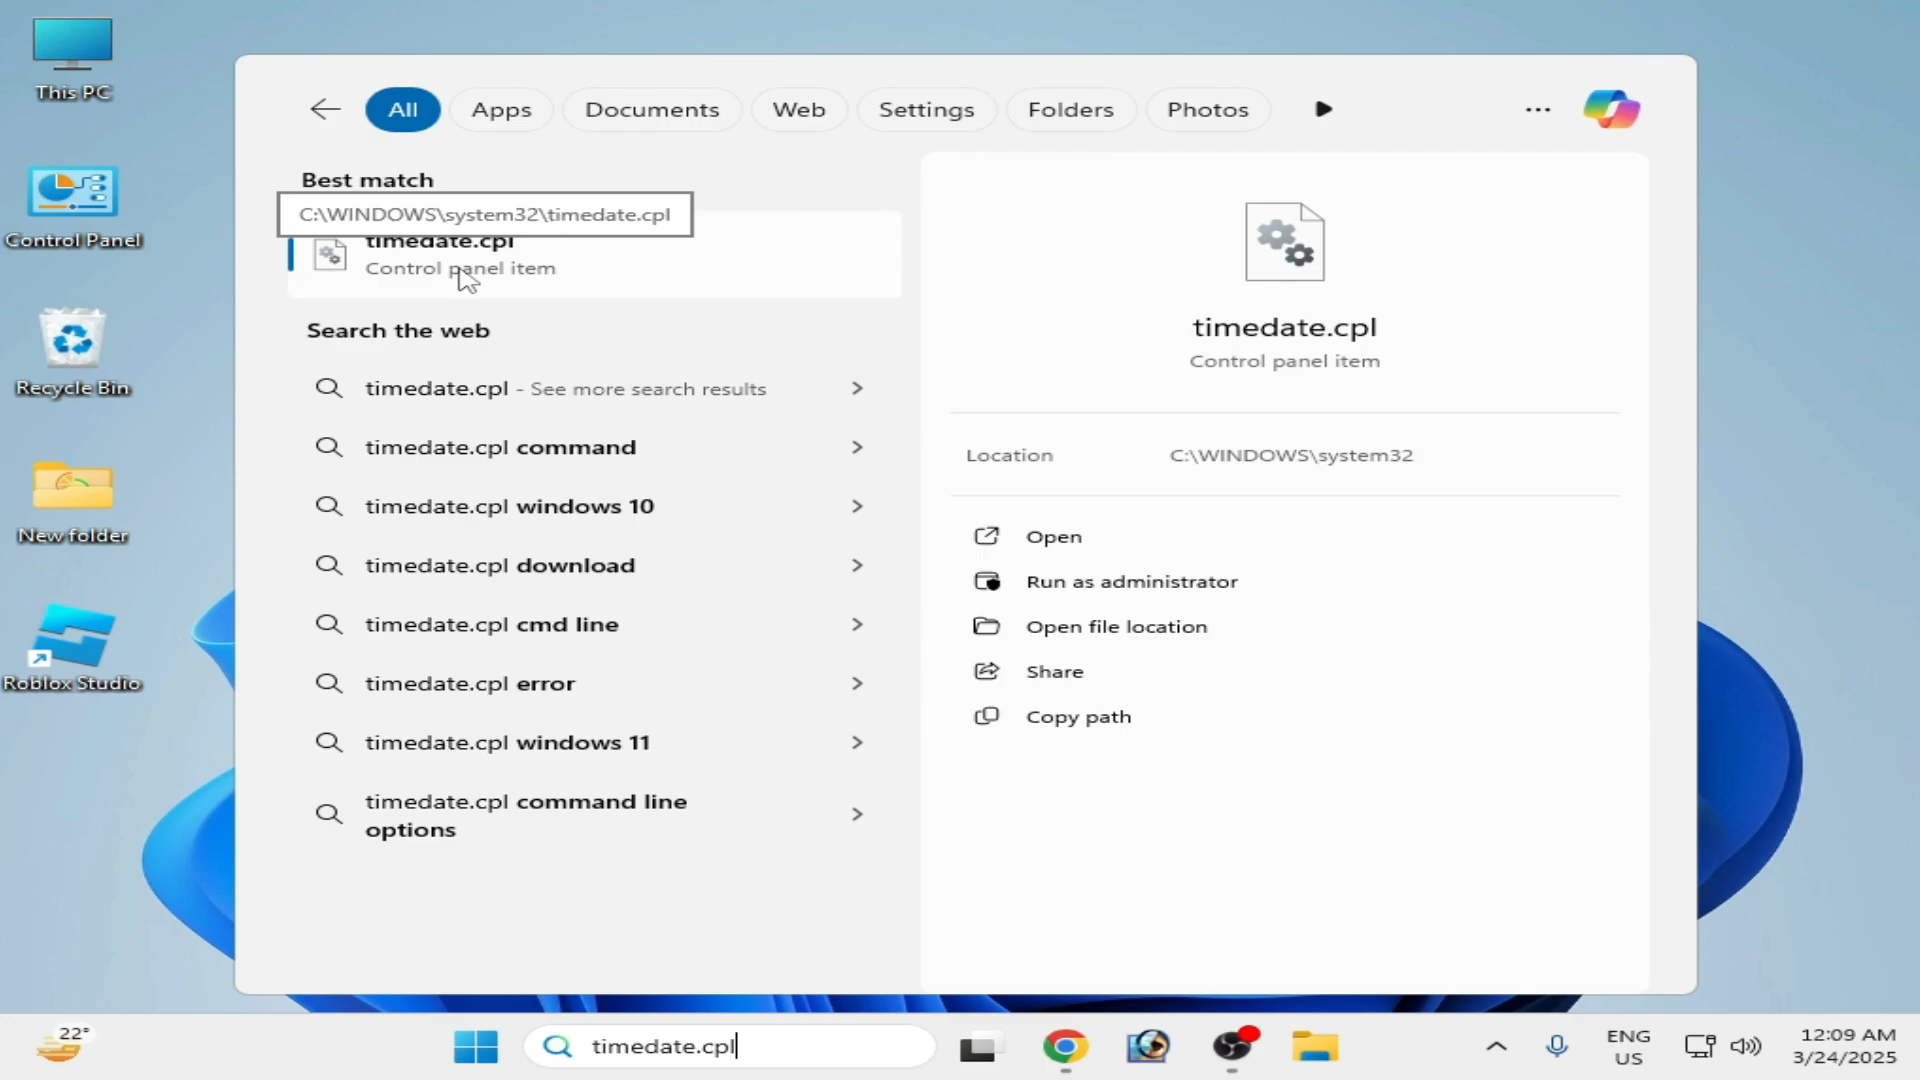 This PC
Control Panel
Recycle Bin
New folder
Roblox Studio
All
Apps
Documents
Web
Settings
Folders
Photos
Best match
C:\WINDOWS\system32\timedate.cpl
timedate.cpl
Control panel item
Search the web
timedate.cpl - See more search results
timedate.cpl command
timedate.cpl windows 10
timedate.cpl download
timedate.cpl cmd line
timedate.cpl error
timedate.cpl windows 11
timedate.cpl command line
options
timedate.cpl
Control panel item
Location C:\WINDOWS\system32
Open
Run as administrator
Open file location
Share
Copy path
22°
timedate.cpl
ENG
US
12:09 AM
3/24/2025